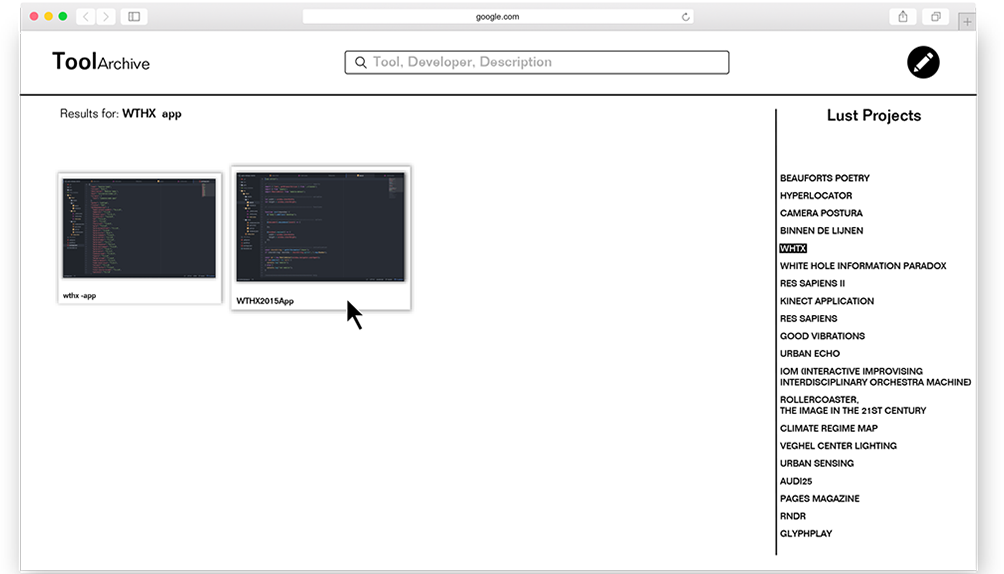 google.com
ToolArchive
Tool, Developer, Description
Results for: WTHX app
wthx -app
WTHX2015App
Lust Projects
BEAUFORTS POETRY
HYPERLOCATOR
CAMERA POSTURA
BINNEN DE LIJNEN
WHTX
WHITE HOLE INFORMATION PARADOX
RES SAPIENS II
KINECT APPLICATION
RES SAPIENS
GOOD VIBRATIONS
URBAN ECHO
IOM (INTERACTIVE IMPROVISING
INTERDISCIPLINARY ORCHESTRA MACHINE)
ROLLERCOASTER,
THE IMAGE IN THE 21ST CENTURY
CLIMATE REGIME MAP
VEGHEL CENTER LIGHTING
URBAN SENSING
AUDI25
PAGES MAGAZINE
RNDR
GLYPHPLAY